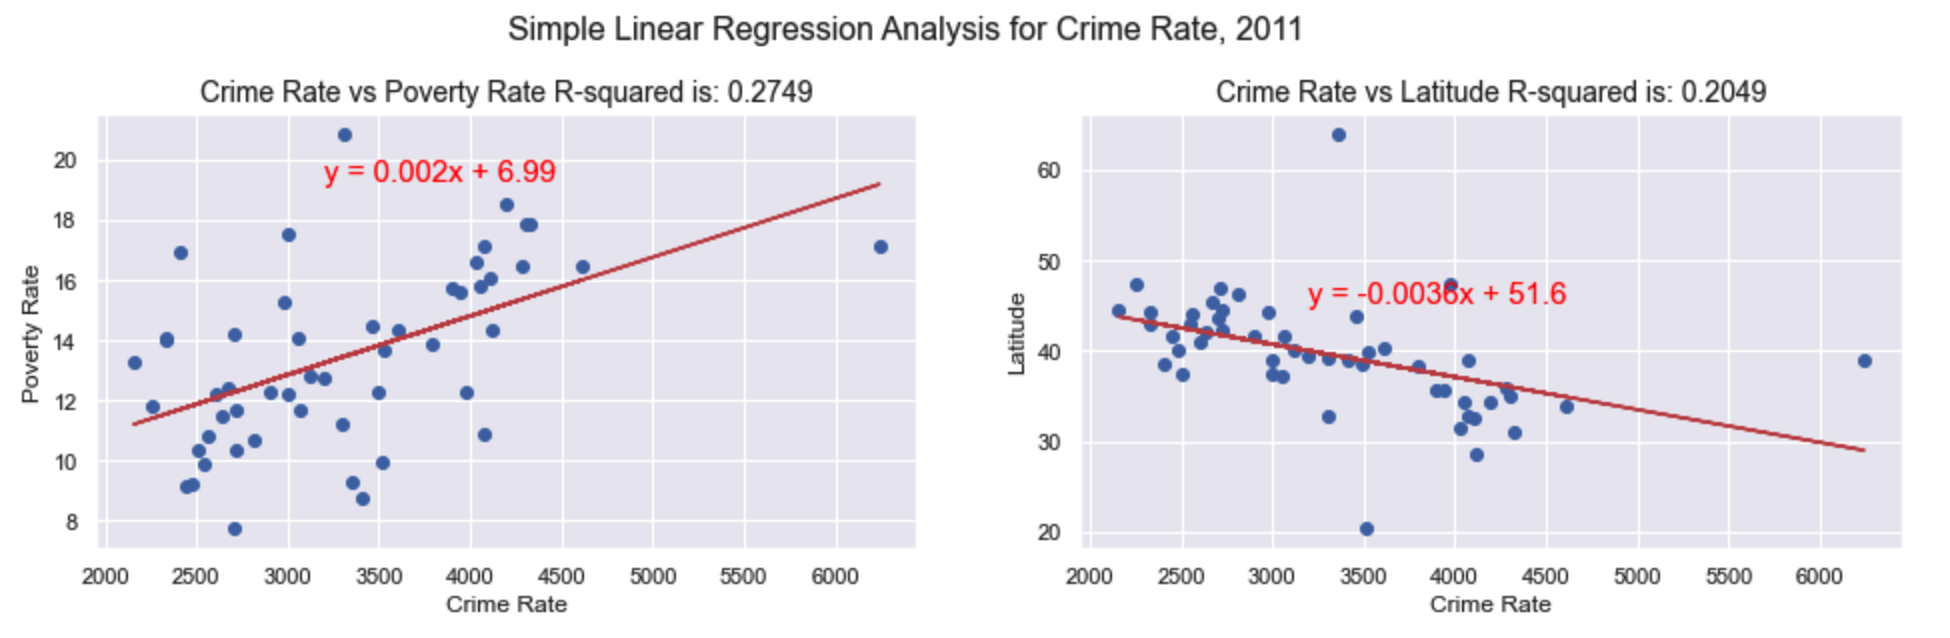 Simple Linear Regression Analysis for Crime Rate, 2011
Crime Rate vs Poverty Rate R-squared is: 0.2749
y = 0.002x + 6.99
Poverty Rate
20
18
16
14
12
10
8
2000 2500 3000 3500 4000 4500 5000 5500 6000
Crime Rate
Crime Rate vs Latitude R-squared is: 0.2049
y = -0.0036x + 51.6
Latitude
60
50
40
30
20
2000 2500 3000 3500 4000 4500 5000 5500 6000
Crime Rate